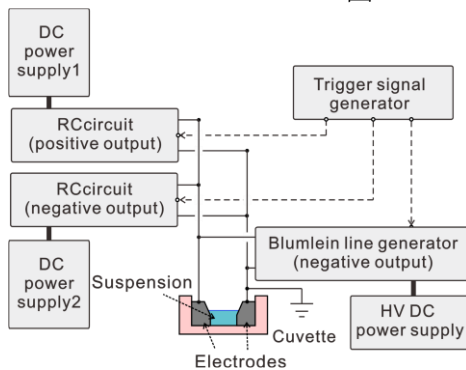 DC
power
supply1
RCcircuit
(positive output)
RCcircuit
(negative output)
DC
power
supply2
Trigger signal
generator
Blumlein line generator
(negative output)
HV DC
power supply
Suspension
Cuvette
Electrodes